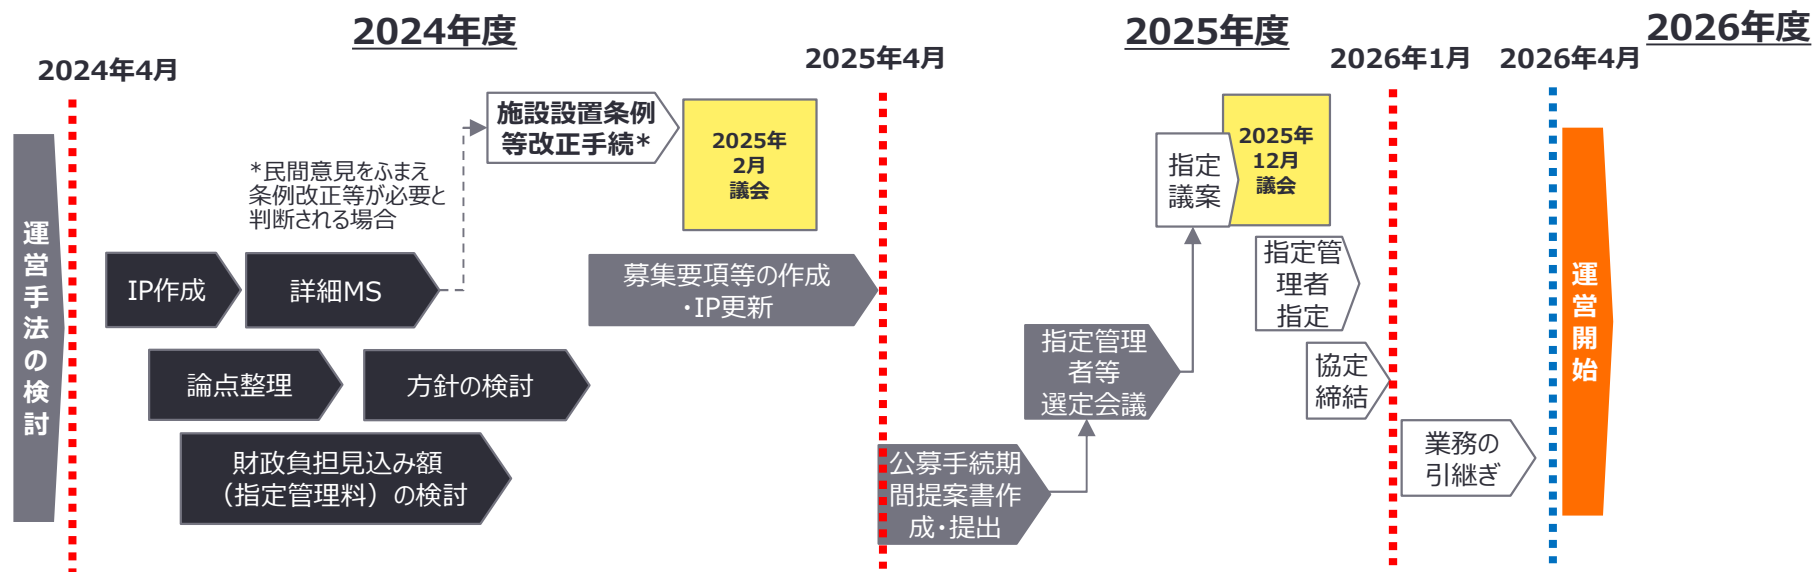 2024年度
2025年度
2026年度
2024年4月
2025年4月
2026年1月
2026年4月
運営手法の検討
施設設置条例
等改正手続*
2025年
2月
議会
*民間意見をふまえ
条例改正等が必要と
判断される場合
IP作成
詳細MS
募集要項等の作成
・IP更新
論点整理
方針の検討
財政負担見込み額
（指定管理料）の検討
公募手続期
間提案書作
成・提出
指定管理
者等
選定会議
指定
議案
2025年
12月
議会
指定管
理者
指定
協定
締結
業務の
引継ぎ
運営開始